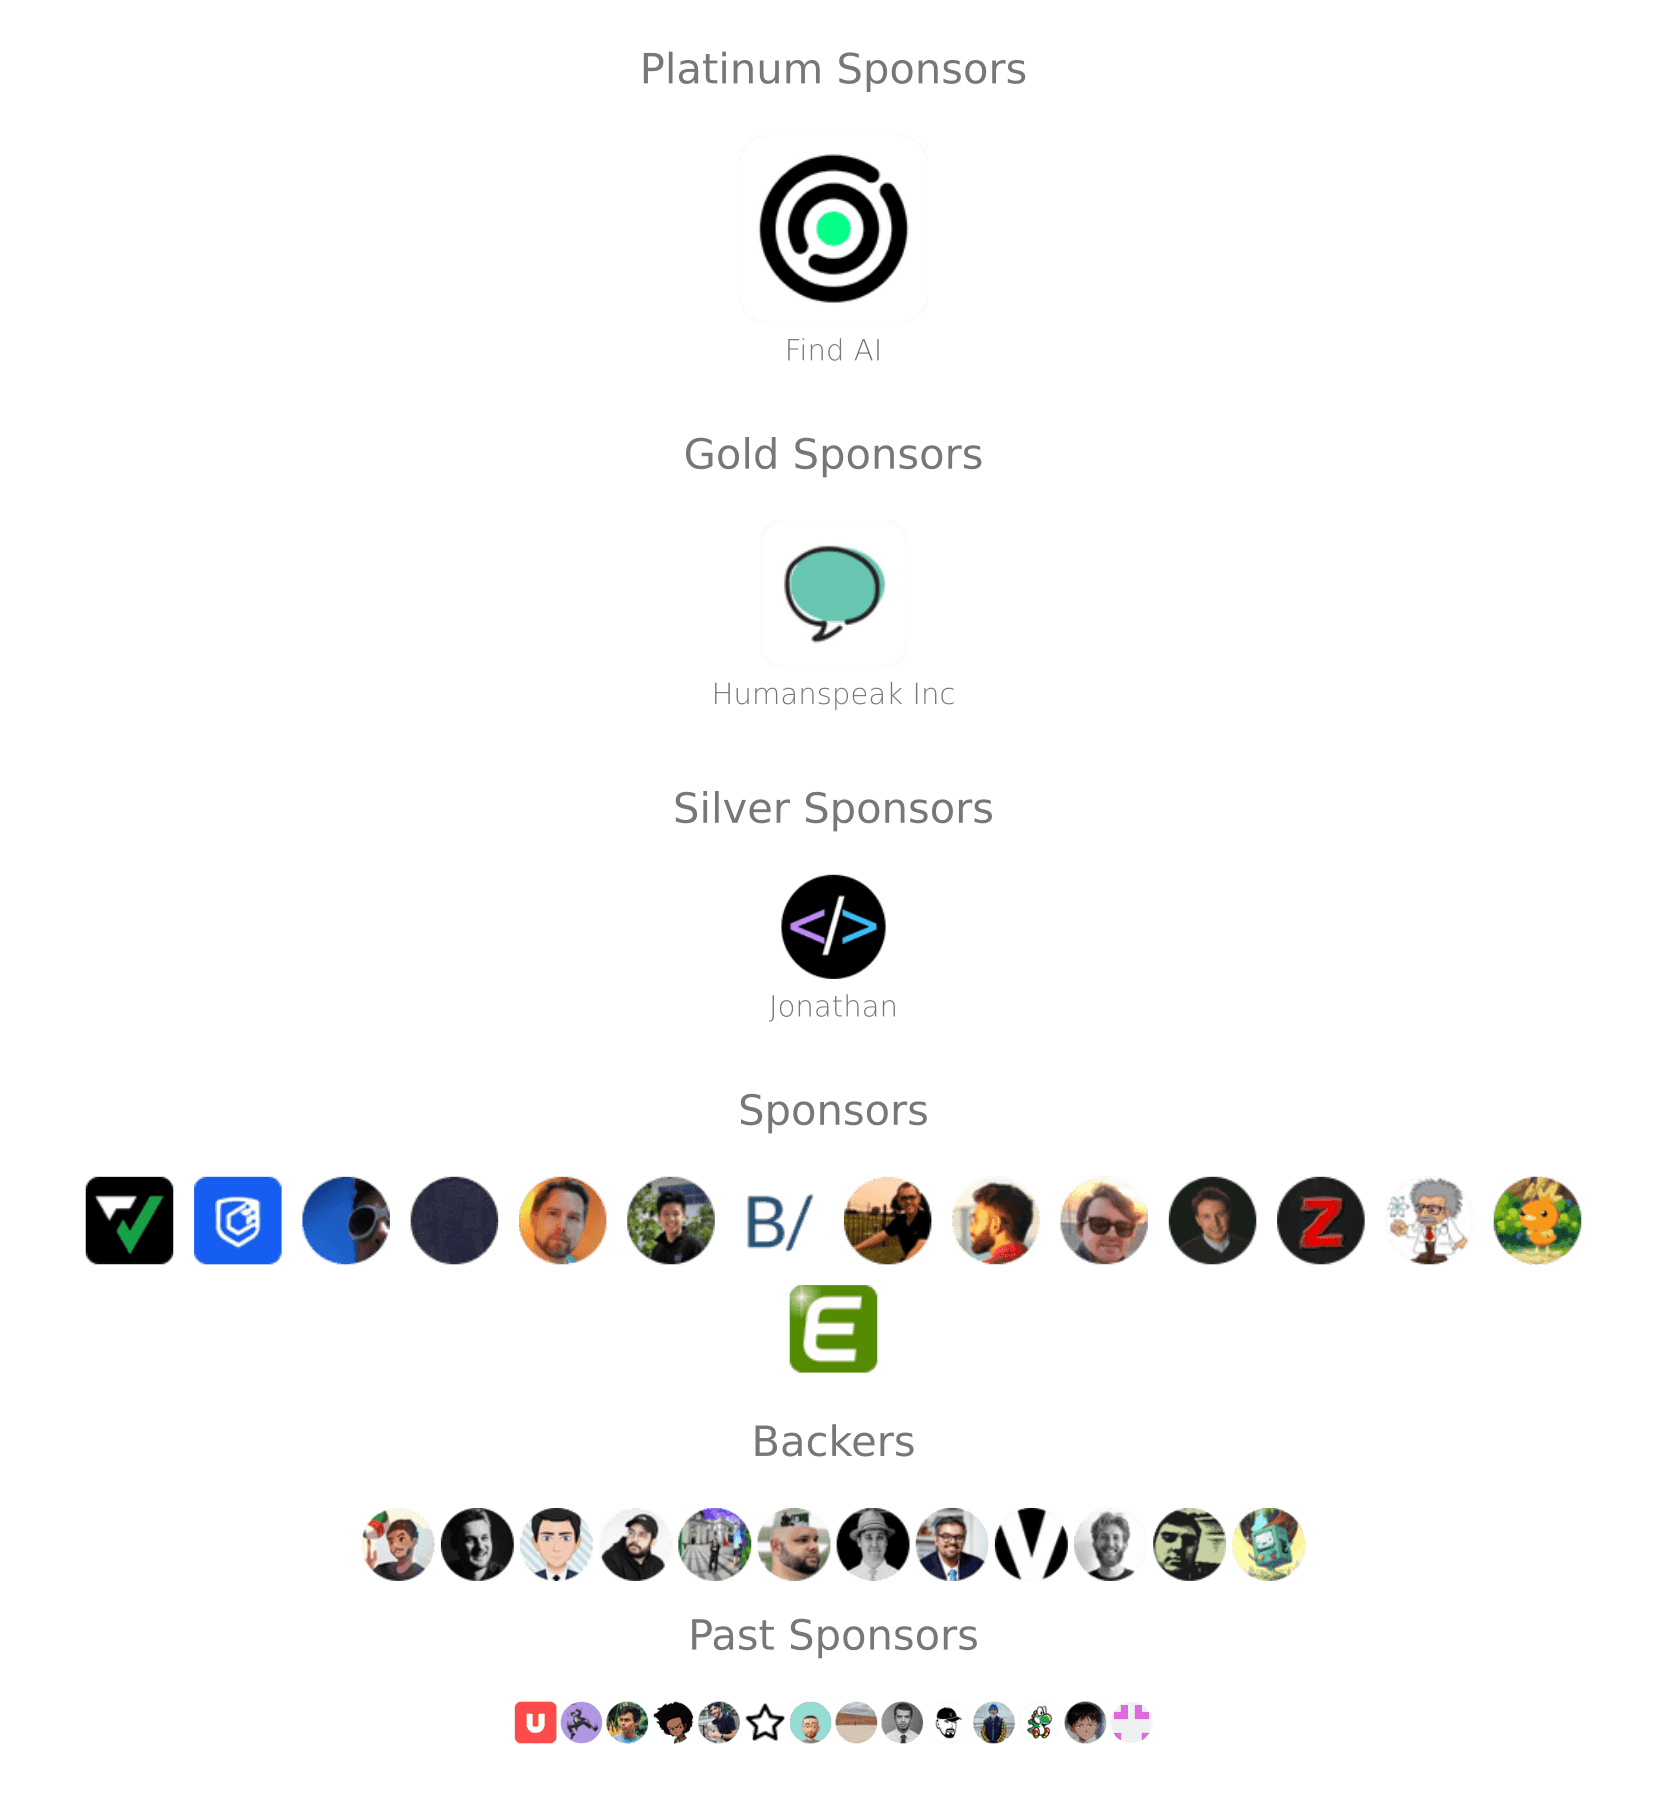 Platinum Sponsors
Find AI
Gold Sponsors
Humanspeak Inc
Silver Sponsors
</>
Jonathan
Sponsors
B/
Z
E
Backers
V
Past Sponsors
U